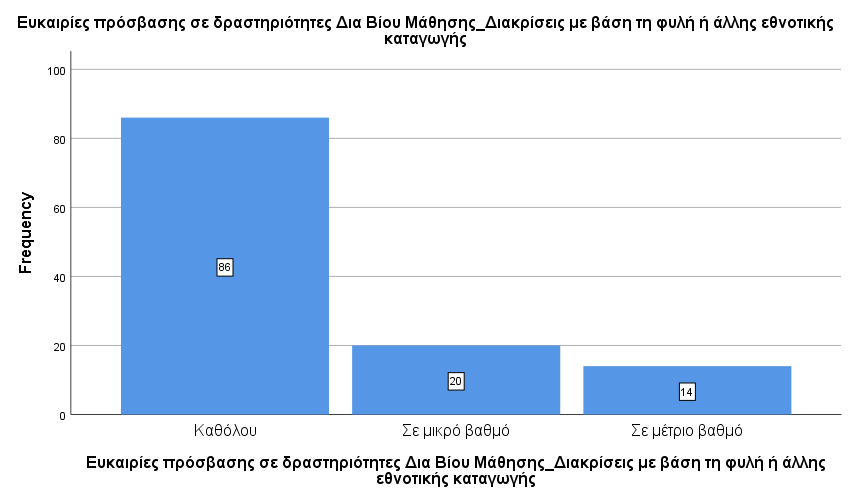 Ευκαιρίες πρόσβασης σε δραστηριότητες Δια Βίου Μάθησης_Διακρίσεις με βάση τη φυλή ή άλλης εθνοτικής
καταγωγής
100
80
60
40
20
0
Frequency
86
20
14
Καθόλου
Σε μικρό βαθμό
Σε μέτριο βαθμό
Ευκαιρίες πρόσβασης σε δραστηριότητες Δια Βίου Μάθησης_Διακρίσεις με βάση τη φυλή ή άλλης
εθνοτικής καταγωγής